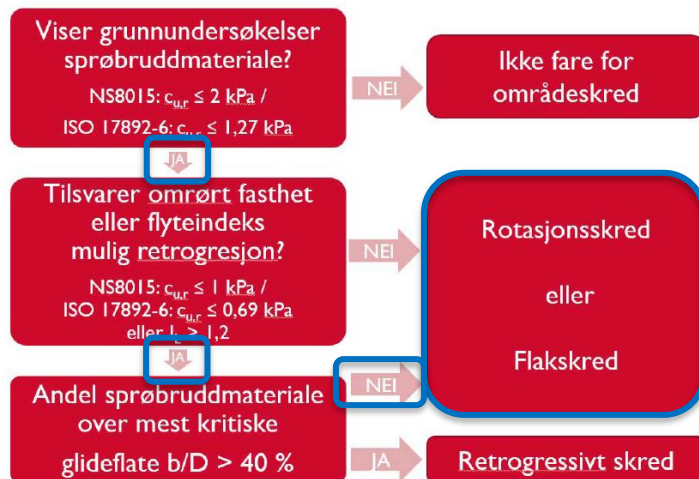 Viser grunnundersøkelser
sprøbruddmateriale?
NS8015: cu,r ≤ 2 kPa /
ISO 17892-6: cu,r ≤ 1,27 kPa
NEI
Ikke fare for
områdeskred
JA
Tilsvarer omrørt fasthet
eller flyteindeks
mulig retrogresjon?
NS8015: cu,r ≤ 1 kPa /
ISO 17892-6: cu,r ≤ 0,69 kPa
eller IL > 1,2
NEI
Rotasjonsskred
eller
Flakskred
JA
Andel sprøbruddmateriale
over mest kritiske
glideflate b/D > 40 %
NEI
JA
Retrogressivt skred